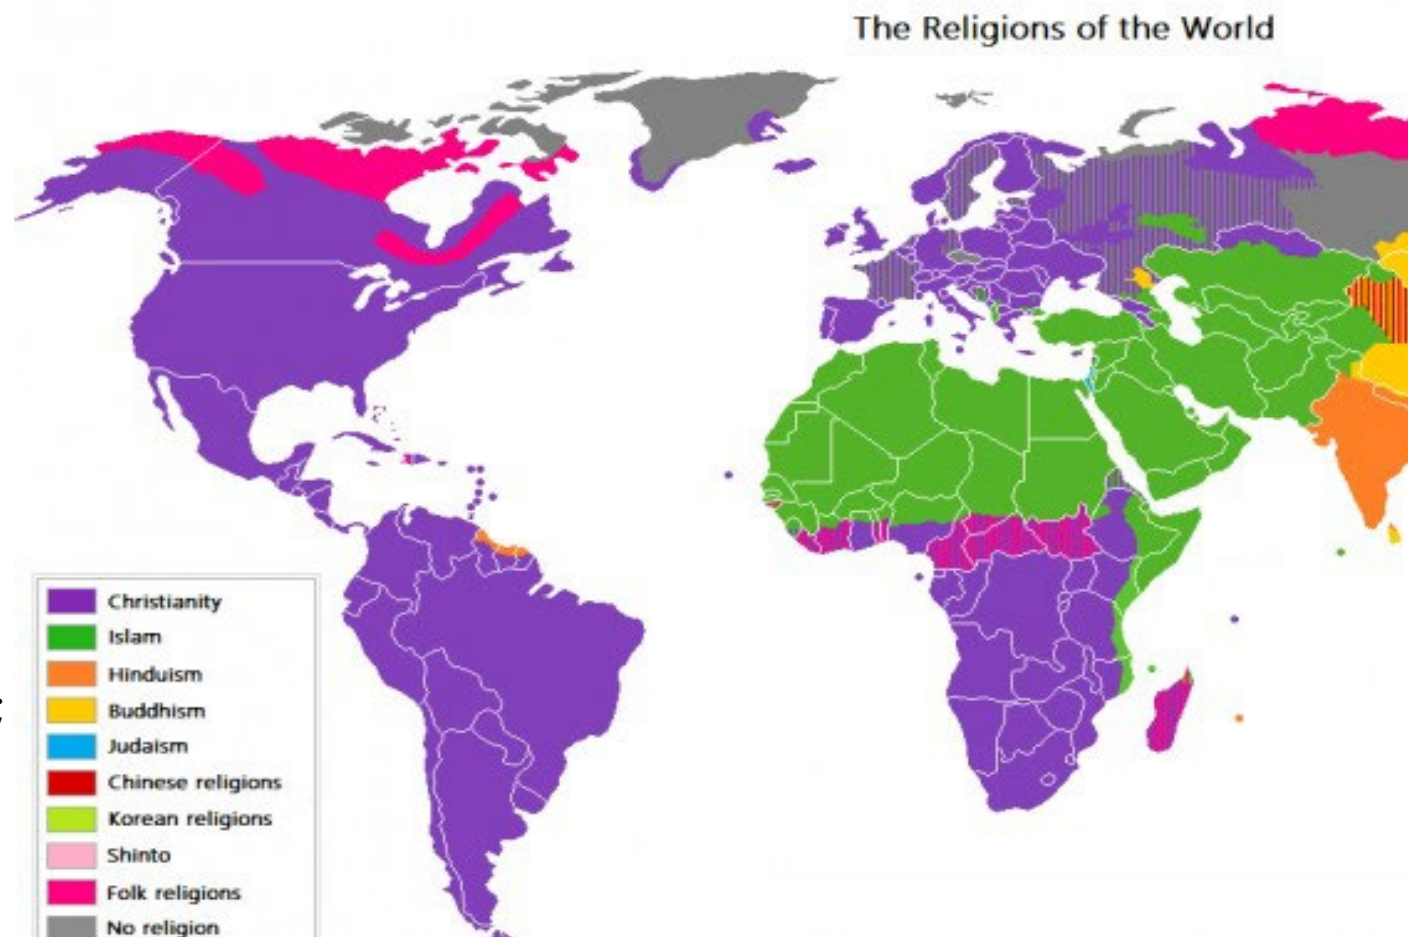 The Religions of the World
Christianity
Islam
Hinduism
Buddhism
Judaism
Chinese religions
Korean religions
Shinto
Folk religions
No religion